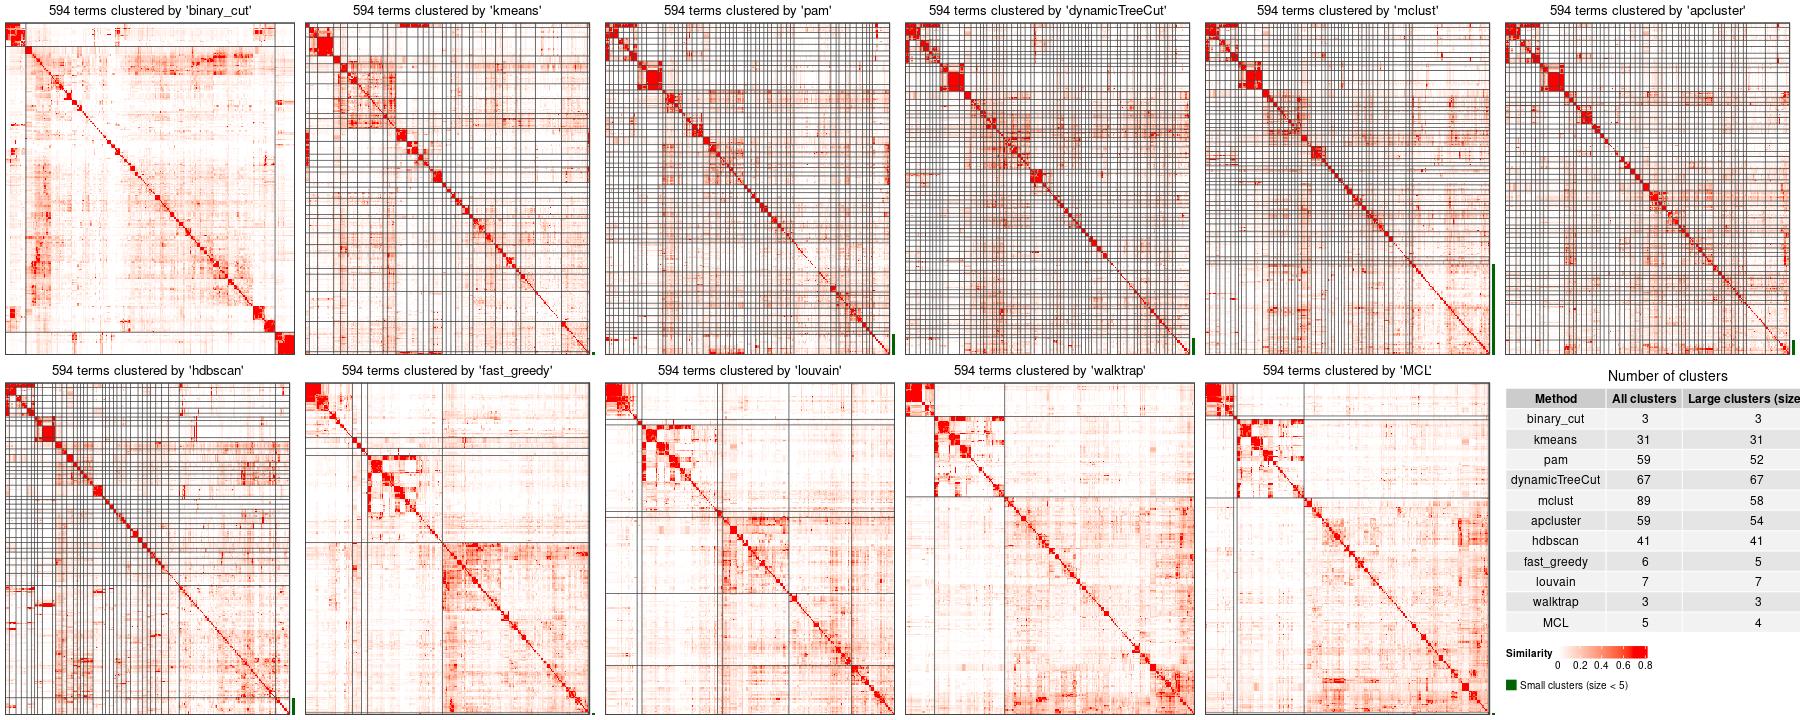 594 terms clustered by 'binary_cut'
594 terms clustered by 'kmeans'
594 terms clustered by 'pam'
594 terms clustered by 'dynamicTreeCut'
594 terms clustered by 'mclust'
594 terms clustered by 'apcluster'
594 terms clustered by 'hdbscan'
594 terms clustered by 'fast_greedy'
594 terms clustered by 'louvain'
594 terms clustered by 'walktrap'
594 terms clustered by 'MCL'
Number of clusters
Method All clusters Large clusters (size
binary_cut 3 3
kmeans 31 31
pam 59 52
dynamicTreeCut 67 67
mclust 89 58
apcluster 59 54
hdbscan 41 41
fast_greedy 6 5
louvain 7 7
walktrap 3 3
MCL 5 4
Similarity
0 0.2 0.4 0.6 0.8
Small clusters (size < 5)